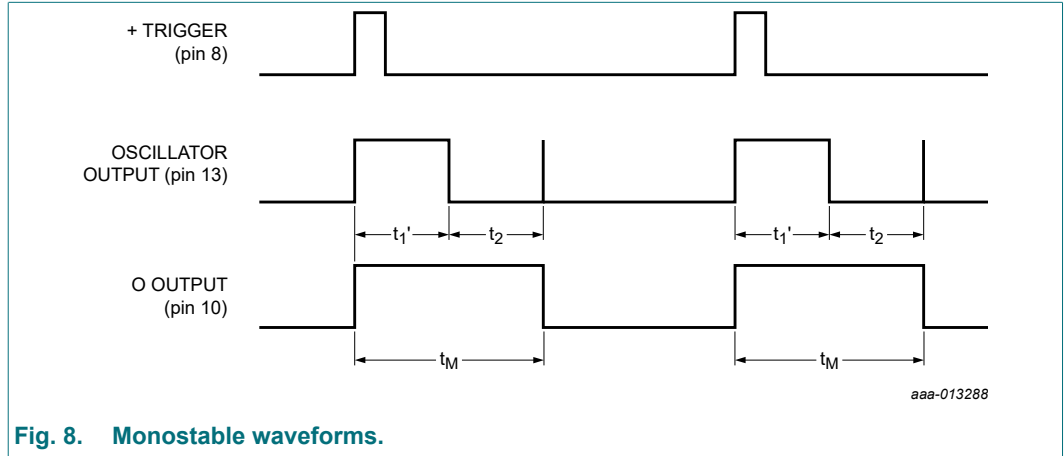 + TRIGGER
(pin 8)
OSCILLATOR
OUTPUT (pin 13)
t1' t2 t1' t2
O OUTPUT
(pin 10)
tM tM
aaa-013288
Fig. 8. Monostable waveforms.